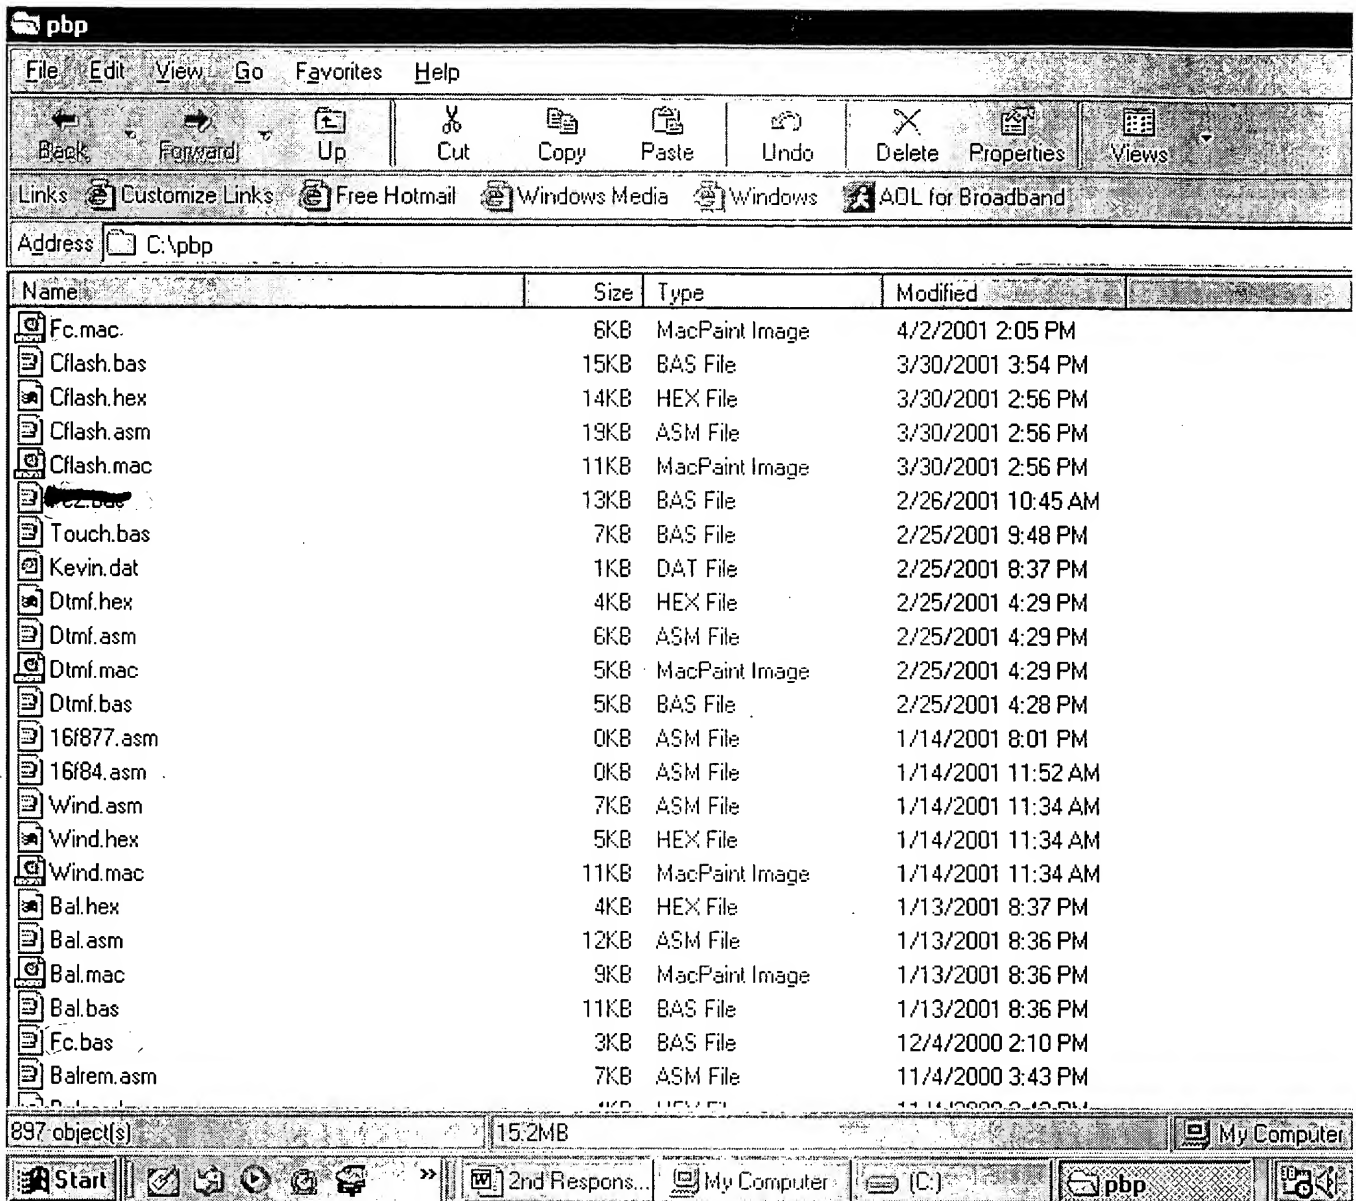 pbp
File Edit View Go Favorites Help
Back Forward Up Cut Copy Paste Undo Delete Properties Views
Links Customize Links Free Hotmail Windows Media Windows AOL for Broadband
Address C:\pbp
Name Size Type Modified
Fc.mac 6KB MacPaint Image 4/2/2001 2:05 PM
Cflash.bas 15KB BAS File 3/30/2001 3:54 PM
Cflash.hex 14KB HEX File 3/30/2001 2:56 PM
Cflash.asm 19KB ASM File 3/30/2001 2:56 PM
Cflash.mac 11KB MacPaint Image 3/30/2001 2:56 PM
13KB BAS File 2/26/2001 10:45 AM
Touch.bas 7KB BAS File 2/25/2001 9:48 PM
Kevin.dat 1KB DAT File 2/25/2001 8:37 PM
Dtmf.hex 4KB HEX File 2/25/2001 4:29 PM
Dtmf.asm 6KB ASM File 2/25/2001 4:29 PM
Dtmf.mac 5KB MacPaint Image 2/25/2001 4:29 PM
Dtmf.bas 5KB BAS File 2/25/2001 4:28 PM
16f877.asm 0KB ASM File 1/14/2001 8:01 PM
16f84.asm 0KB ASM File 1/14/2001 11:52 AM
Wind.asm 7KB ASM File 1/14/2001 11:34 AM
Wind.hex 5KB HEX File 1/14/2001 11:34 AM
Wind.mac 11KB MacPaint Image 1/14/2001 11:34 AM
Bal.hex 4KB HEX File 1/13/2001 8:37 PM
Bal.asm 12KB ASM File 1/13/2001 8:36 PM
Bal.mac 9KB MacPaint Image 1/13/2001 8:36 PM
Bal.bas 11KB BAS File 1/13/2001 8:36 PM
Fc.bas 3KB BAS File 12/4/2000 2:10 PM
Balrem.asm 7KB ASM File 11/4/2000 3:43 PM
897 object(s) 15.2MB My Computer
Start » 2nd Respons... My Computer (C:) pbp